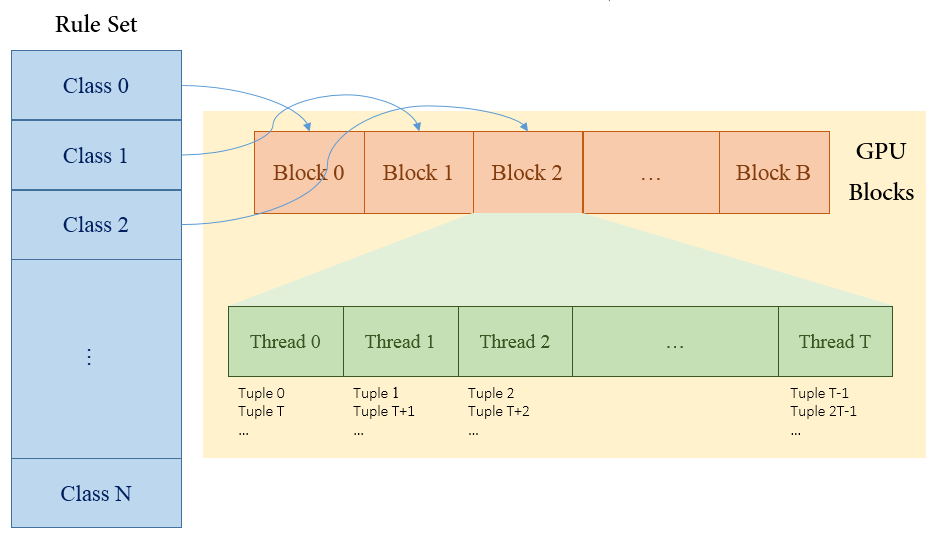 Rule Set
Class 0
Class 1
Class 2
⋮
Class N
Block 0
Block 1
Block 2
…
Block B
GPU
Blocks
Thread 0
Thread 1
Thread 2
…
Thread T
Tuple 0
Tuple T
...
Tuple 1
Tuple T+1
...
Tuple 2
Tuple T+2
...
Tuple T-1
Tuple 2T-1
...